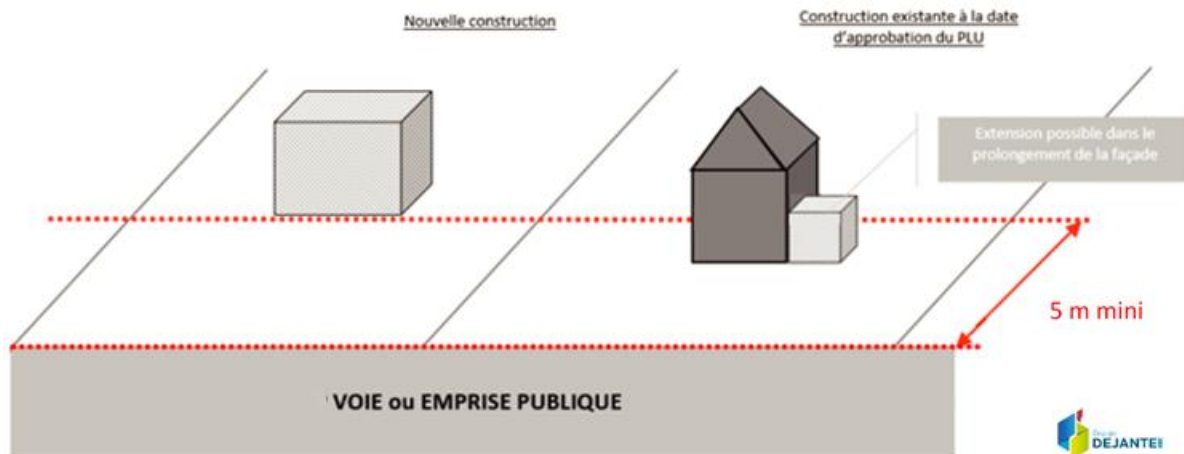 Nouvelle construction
Construction existante à la date
d'approbation du PLU
Extension possible dans le
prolongement de la façade
5 m mini
VOIE ou EMPRISE PUBLIQUE
DEJANTE